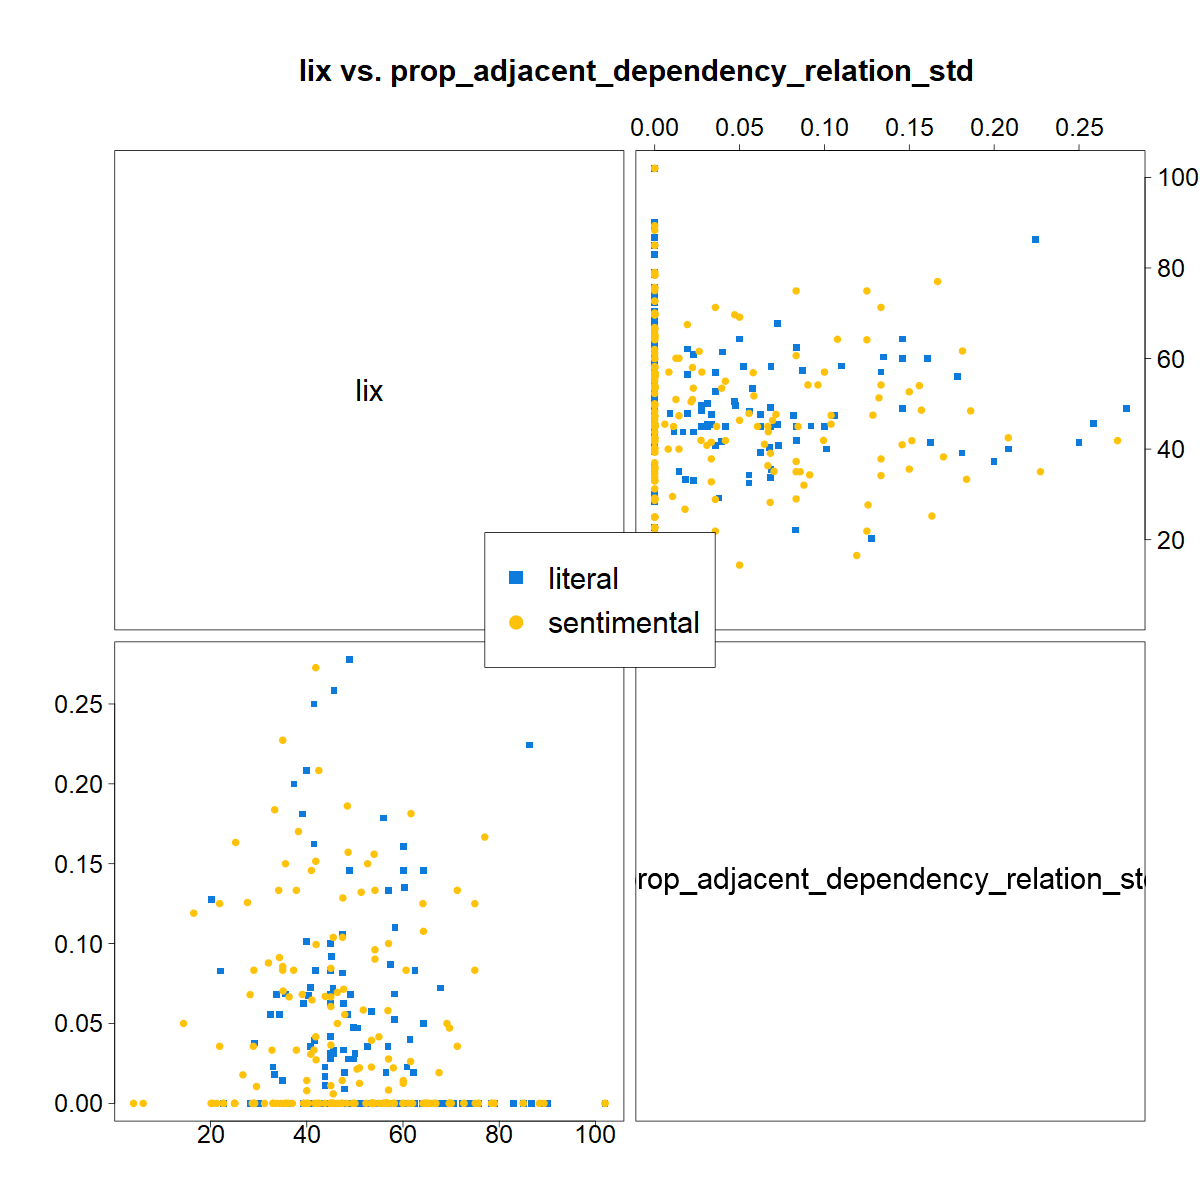 lix vs. prop_adjacent_dependency_relation_std
0.00 0.05 0.10 0.15 0.20 0.25
100
80
60
40
20
lix
literal
sentimental
0.25
0.20
0.15
0.10
0.05
0.00
rop_adjacent_dependency_relation_st
20 40 60 80 100